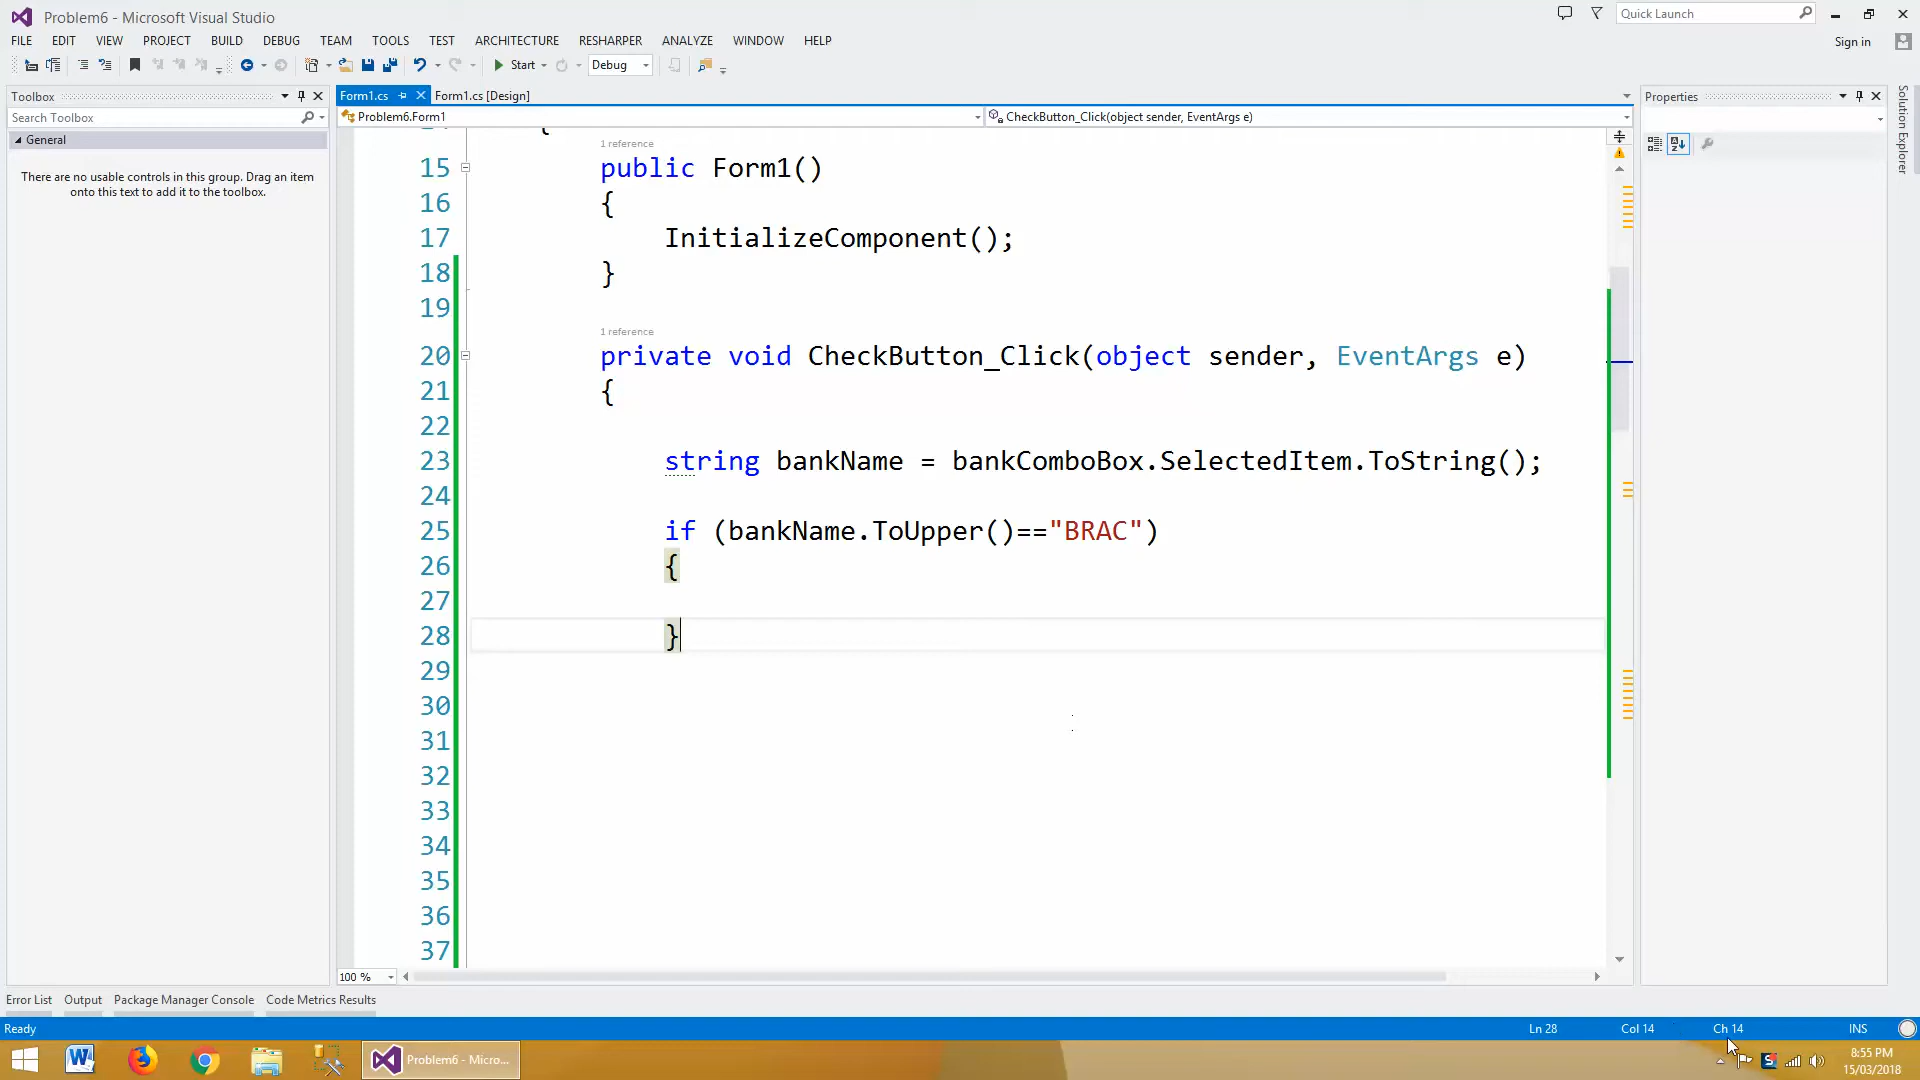 Problem6 - Microsoft Visual Studio
Quick Launch
FILE EDIT VIEW PROJECT BUILD DEBUG TEAM TOOLS TEST ARCHITECTURE RESHARPER ANALYZE WINDOW HELP
Sign in
Start Debug
Toolbox
Form1.cs Form1.cs [Design]
Properties
Solution Explorer
Search Toolbox
Problem6.Form1
CheckButton_Click(object sender, EventArgs e)
General
There are no usable controls in this group. Drag an item
onto this text to add it to the toolbox.
{
1 reference
15 public Form1()
16 {
17 InitializeComponent();
18 }
19
1 reference
20 private void CheckButton_Click(object sender, EventArgs e)
21 {
22
23 string bankName = bankComboBox.SelectedItem.ToString();
24
25 if (bankName.ToUpper()=="BRAC")
26 {
27
28 }
29
30
31
32
33
34
35
36
37
100 %
Error List Output Package Manager Console Code Metrics Results
Ready
Ln 28 Col 14 Ch 14 INS
Problem6 - Micro...
8:55 PM
15/03/2018